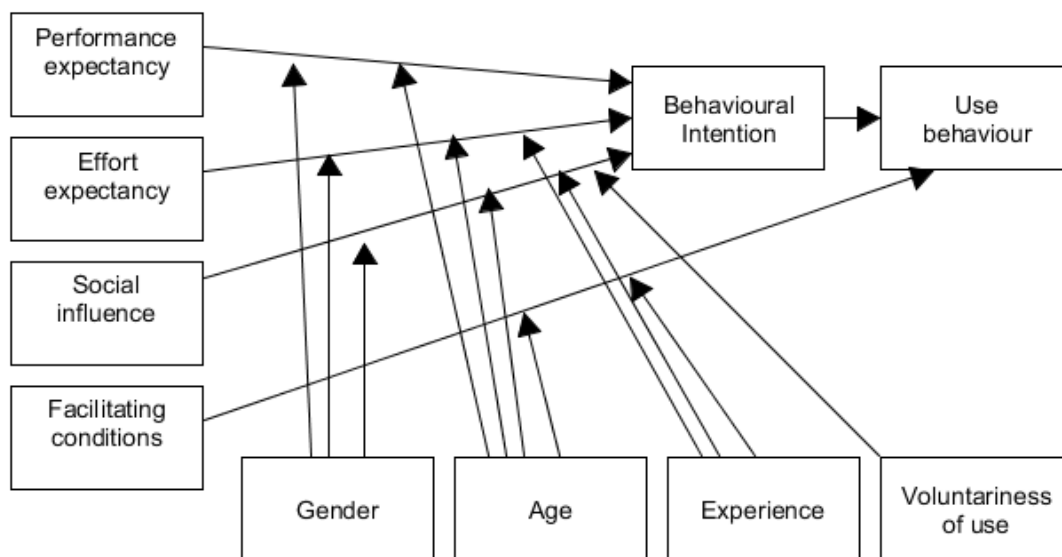 Performance
expectancy
Effort
expectancy
Social
influence
Facilitating
conditions
Behavioural
Intention
Use
behaviour
Gender
Age
Experience
Voluntariness
of use